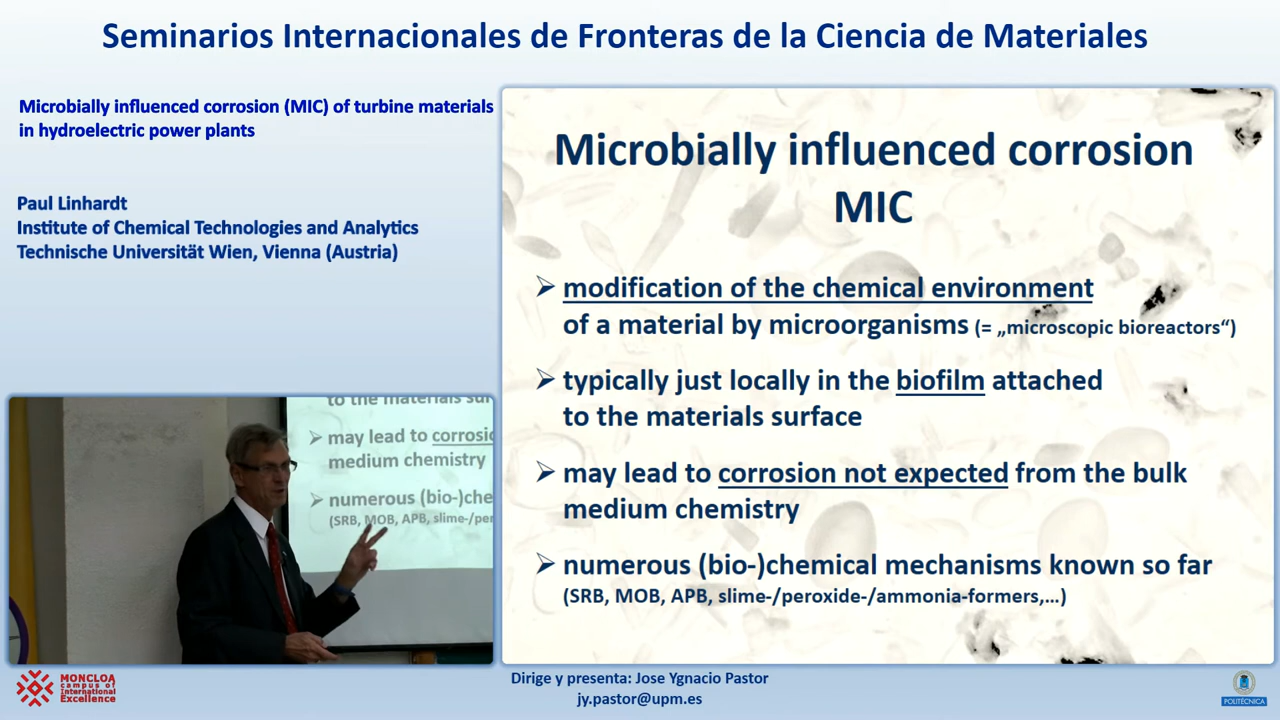 Seminarios Internacionales de Fronteras de la Ciencia de Materiales
Microbially influenced corrosion (MIC) of turbine materials
in hydroelectric power plants
Paul Linhardt
Institute of Chemical Technologies and Analytics
Technische Universität Wien, Vienna (Austria)
Microbially influenced corrosion
MIC
➢ modification of the chemical environment
of a material by microorganisms (= „microscopic bioreactors“)
➢ typically just locally in the biofilm attached
to the materials surface
➢ may lead to corrosion not expected from the bulk
medium chemistry
➢ numerous (bio-)chemical mechanisms known so far
(SRB, MOB, APB, slime-/peroxide-/ammonia-formers,...)
to the materials sur
➢ may lead to corrosio
medium chemistry
➢ numerous (bio-)che
(SRB, MOB, APB, slime-/per
MONCLOA
campus of
International
Excellence
Dirige y presenta: Jose Ygnacio Pastor
jy.pastor@upm.es
POLITÉCNICA